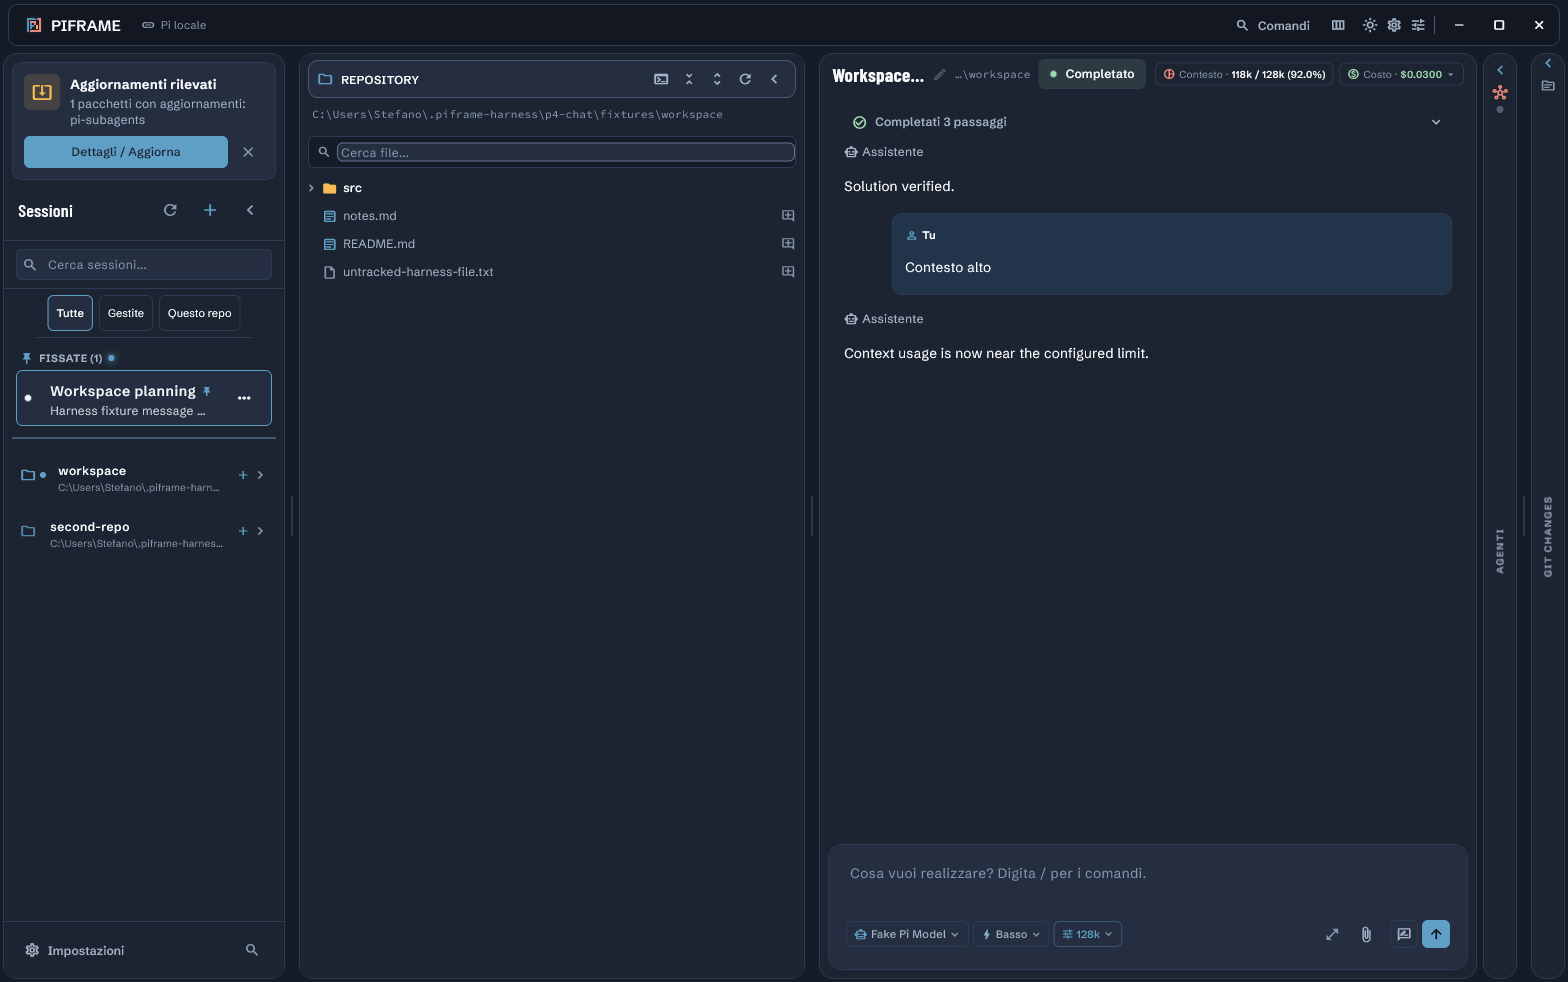 PIFRAME
Pi locale
Comandi
Aggiornamenti rilevati
1 pacchetti con aggiornamenti:
pi-subagents
Dettagli / Aggiorna
Sessioni
Cerca sessioni...
Tutte
Gestite
Questo repo
FISSATE (1)
Workspace planning
Harness fixture message ...
workspace
C:\Users\Stefano\.piframe-harn...
second-repo
C:\Users\Stefano\.piframe-harnes...
Impostazioni
REPOSITORY
C:\Users\Stefano\.piframe-harness\p4-chat\fixtures\workspace
Cerca file...
src
notes.md
README.md
untracked-harness-file.txt
Workspace...
…\workspace
Completato
Contesto · 118k / 128k (92.0%)
Costo · $0.0300
Completati 3 passaggi
Assistente
Solution verified.
Tu
Contesto alto
Assistente
Context usage is now near the configured limit.
Cosa vuoi realizzare? Digita / per i comandi.
Fake Pi Model
Basso
128k
AGENTI
GIT CHANGES